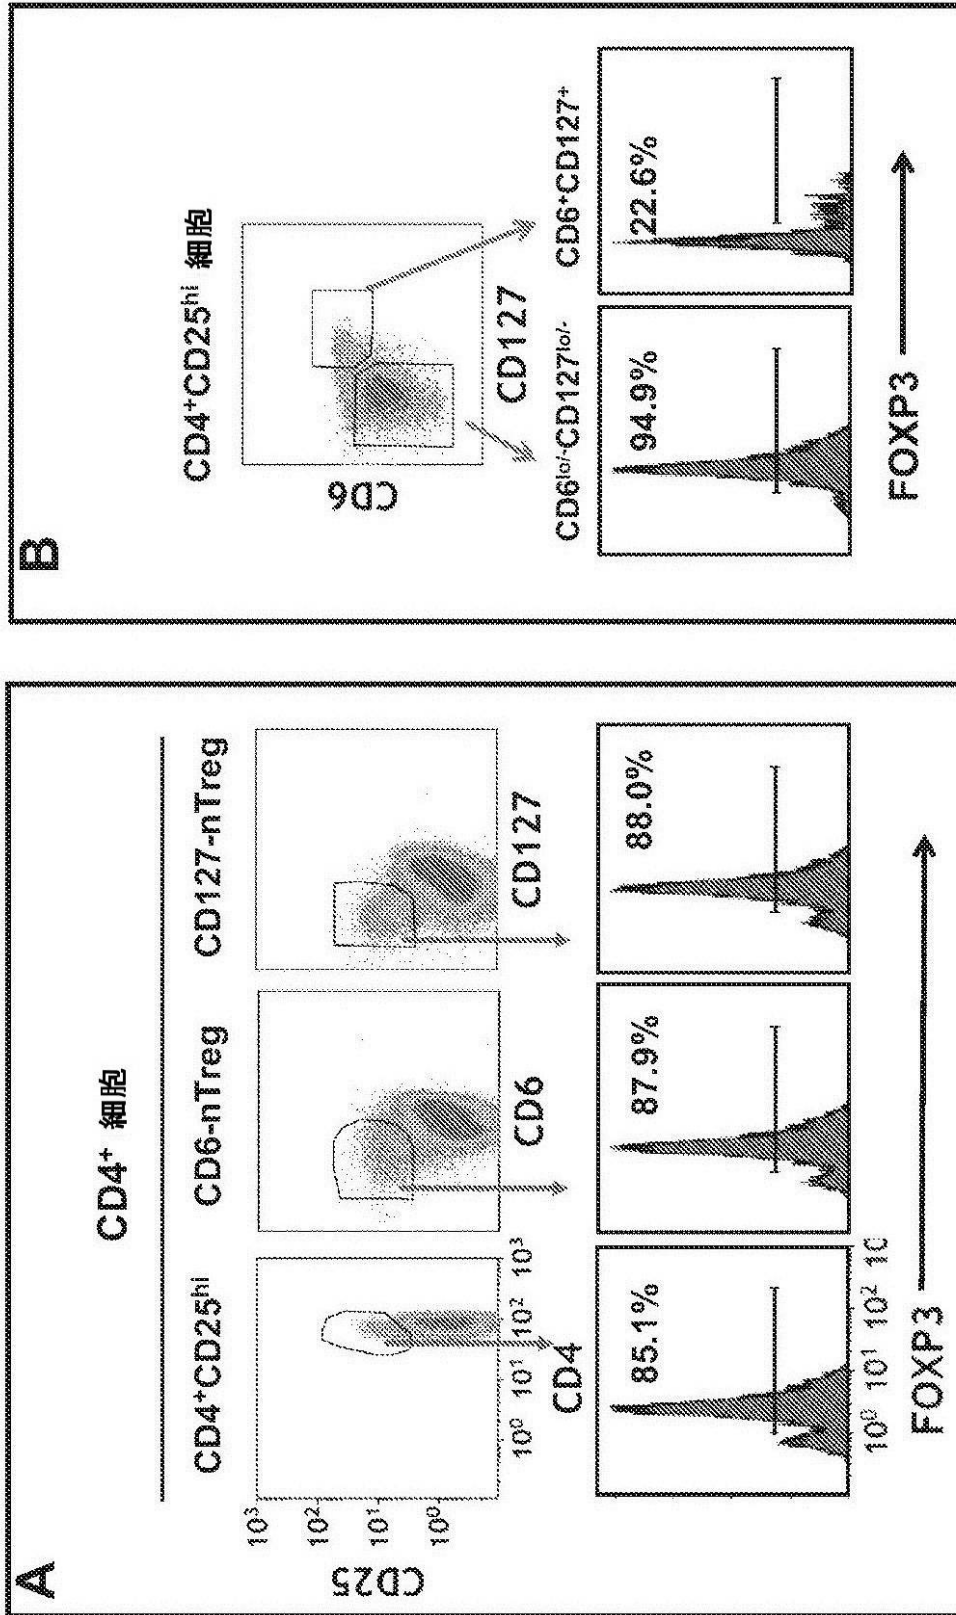 A
CD4⁺ 細胞
CD4⁺CD25ʰⁱ
CD6-nTreg
CD127-nTreg
CD25
10³
10²
10¹
10⁰
10⁰ 10¹ 10² 10³
CD4
CD6
CD127
85.1%
87.9%
88.0%
10⁰ 10¹ 10² 10
FOXP3
B
CD4⁺CD25ʰⁱ 細胞
CD6
CD127
CD6ˡᵒ/⁻CD127ˡᵒ/⁻
CD6⁺CD127⁺
94.9%
22.6%
FOXP3